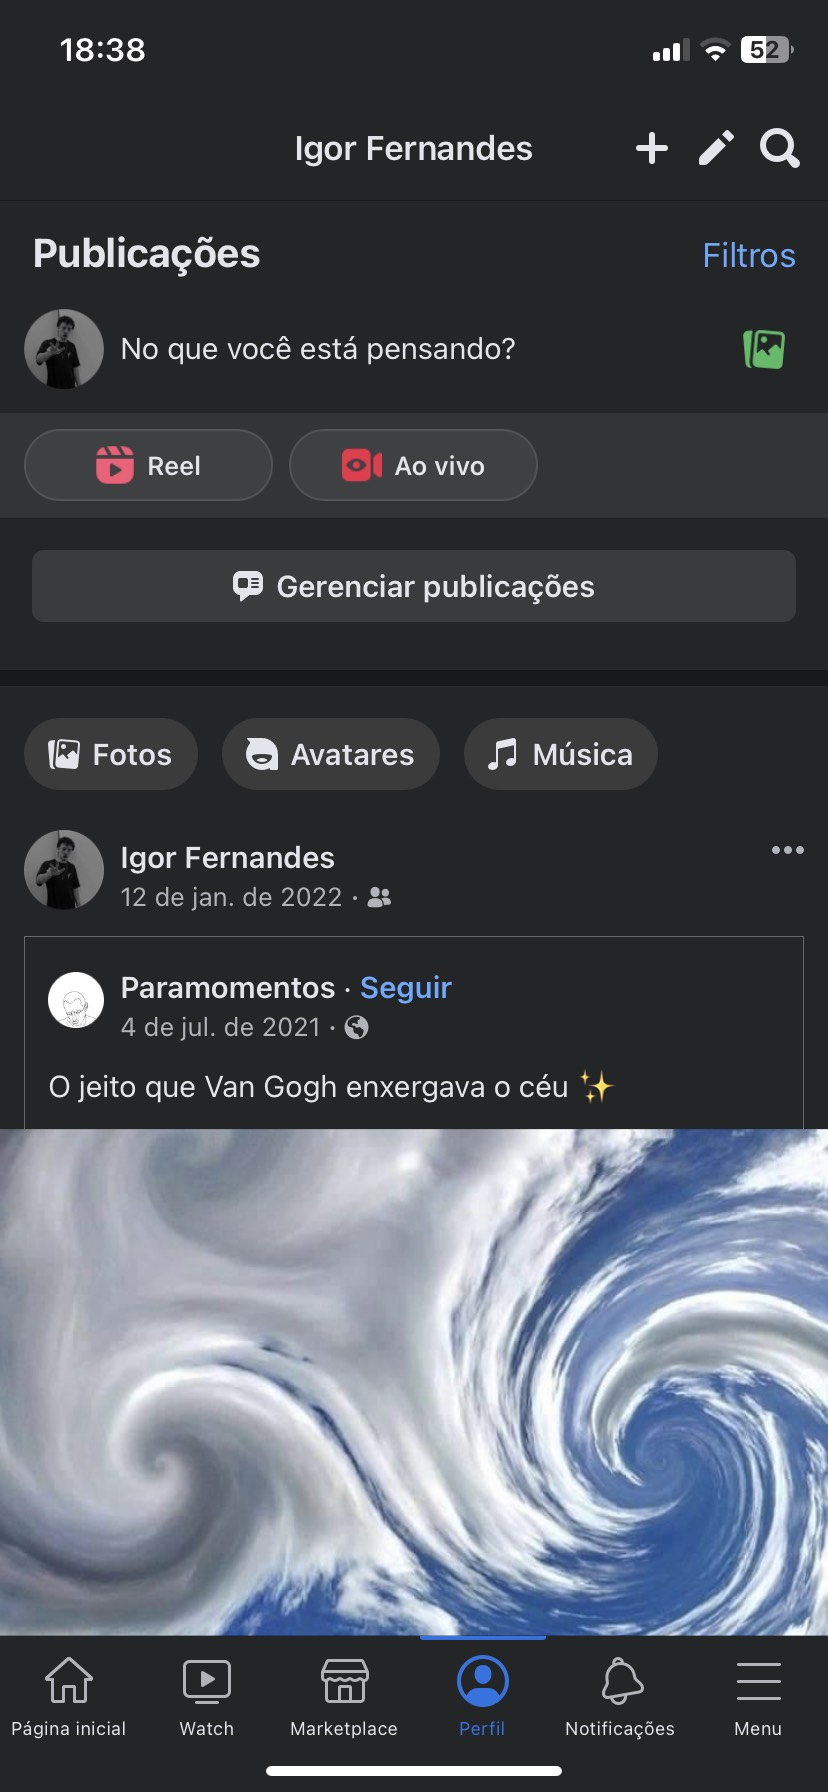 18:38
52
Igor Fernandes
Publicações
Filtros
No que você está pensando?
Reel
Ao vivo
Gerenciar publicações
Fotos
Avatares
Música
Igor Fernandes
12 de jan. de 2022 ·
Paramomentos · Seguir
4 de jul. de 2021 ·
O jeito que Van Gogh enxergava o céu ✨
Página inicial
Watch
Marketplace
Perfil
Notificações
Menu